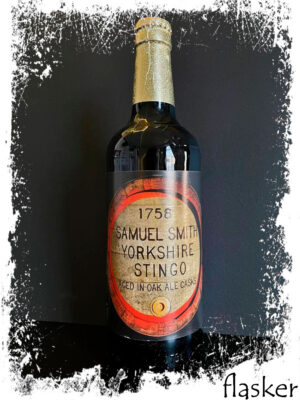 1758
SAMUEL SMITH
YORKSHIRE
STINGO
AGED IN OAK ALE CASKS
flasker